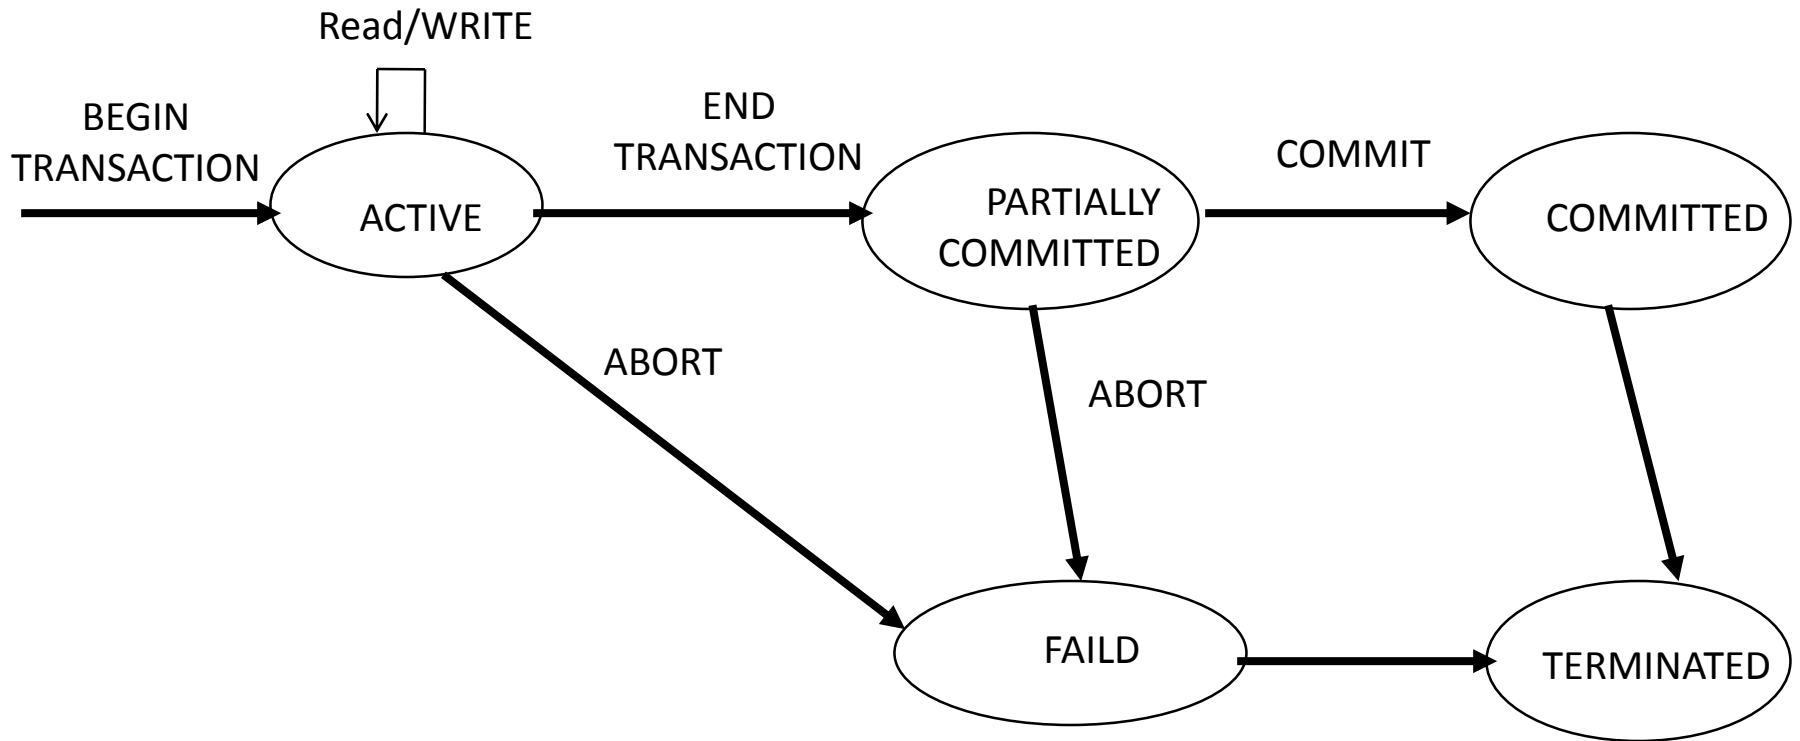 Read/WRITE
BEGIN
TRANSACTION
END
TRANSACTION
COMMIT
ACTIVE
PARTIALLY
COMMITTED
COMMITTED
ABORT
ABORT
FAILD
TERMINATED